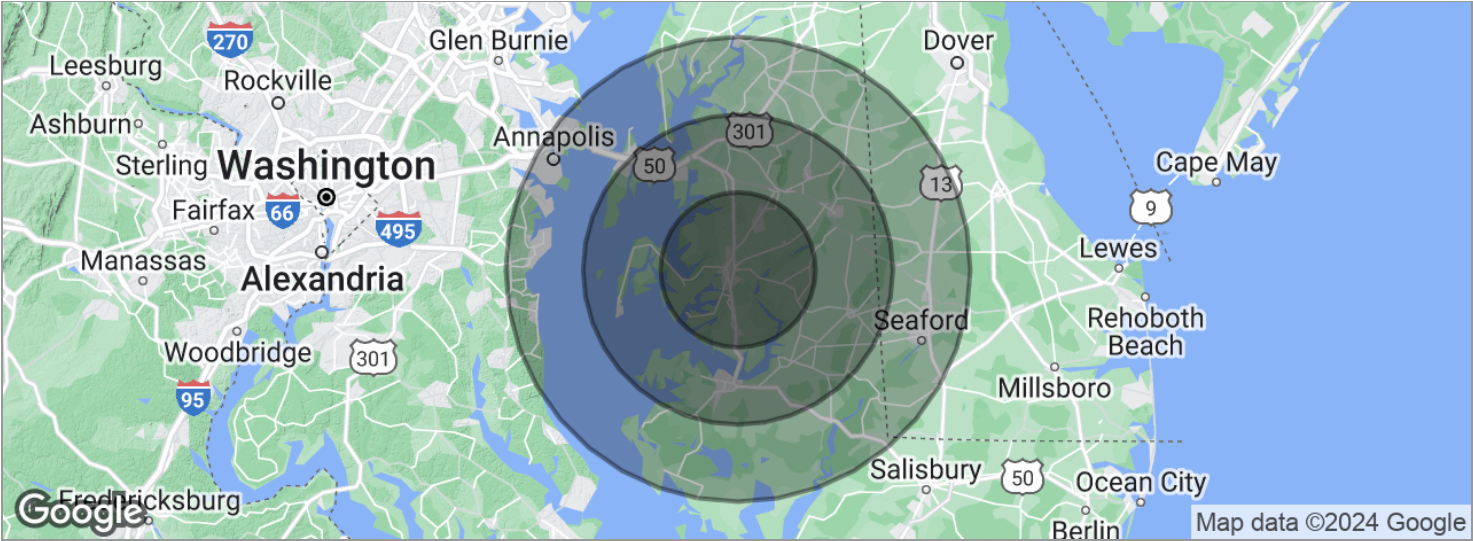 270
Glen Burnie
Dover
Leesburg
Rockville
Ashburn
301
Annapolis
50
Sterling
Washington
Cape May
13
Fairfax
66
9
495
Lewes
Manassas
Alexandria
Seaford
Rehoboth
Beach
Woodbridge
301
Millsboro
95
Salisbury
50
Ocean City
Fredericksburg
Google
Berlin
Map data ©2024 Google